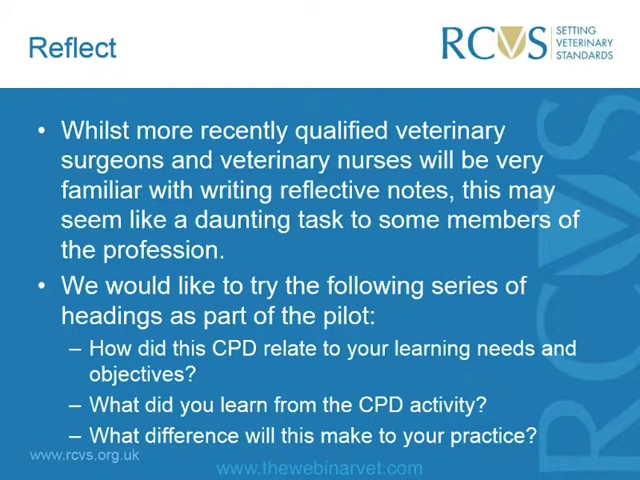 Reflect
RCVS
SETTING
VETERINARY
STANDARDS
• Whilst more recently qualified veterinary
surgeons and veterinary nurses will be very
familiar with writing reflective notes, this may
seem like a daunting task to some members of
the profession.
• We would like to try the following series of
headings as part of the pilot:
– How did this CPD relate to your learning needs and
objectives?
– What did you learn from the CPD activity?
– What difference will this make to your practice?
www.rcvs.org.uk
www.thewebinarvet.com
RCVS